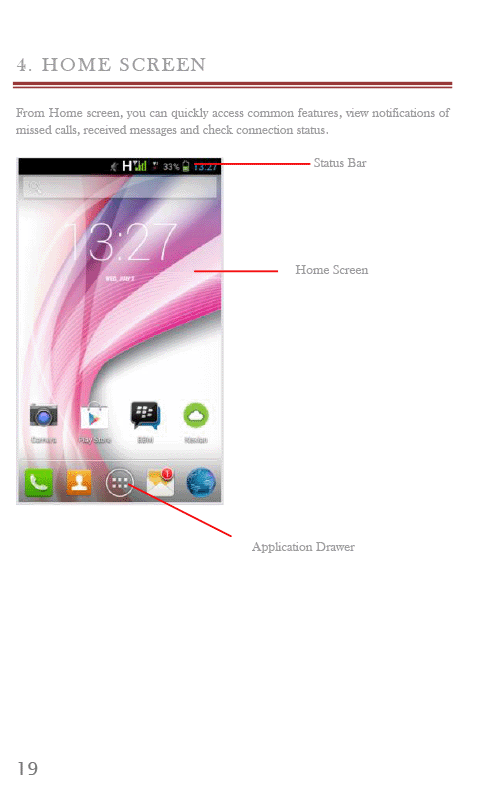 4. HOME SCREEN
From Home screen, you can quickly access common features, view notifications of
missed calls, received messages and check connection status.
H 33% 13:27
Status Bar
13:27
Home Screen
Camera Play Store BBM Nexian
1
Application Drawer
19